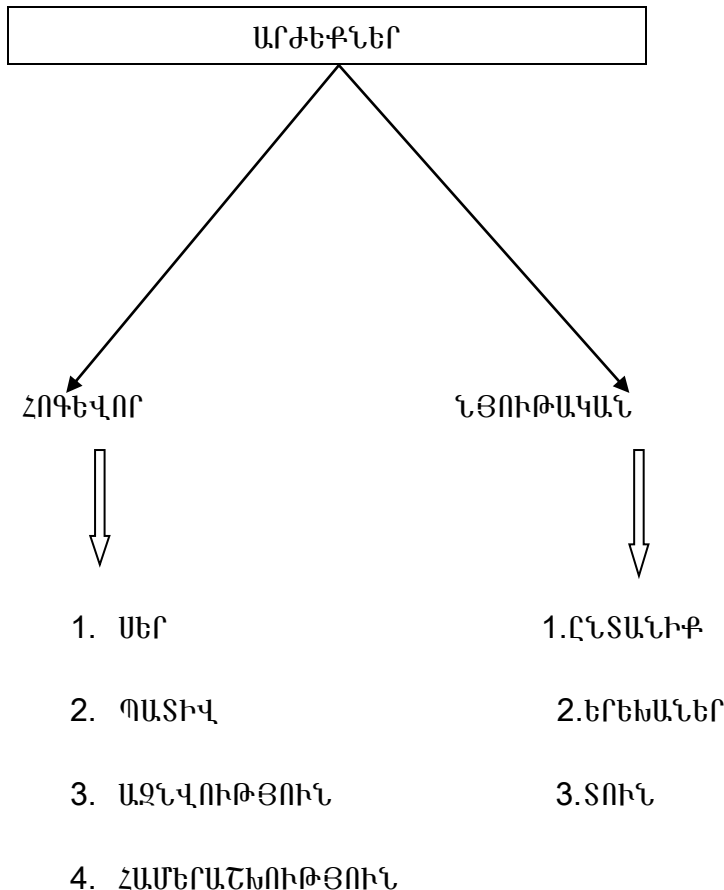 ԱՐԺԵՔՆԵՐ
ՀՈԳԵՎՈՐ
ՆՅՈՒԹԱԿԱՆ
1. ՍԵՐ
2. ՊԱՏԻՎ
3. ԱԶՆՎՈՒԹՅՈՒՆ
4. ՀԱՄԵՐԱՇԽՈՒԹՅՈՒՆ
1.ԸՆՏԱՆԻՔ
2.ԵՐԵԽԱՆԵՐ
3.ՏՈՒՆ